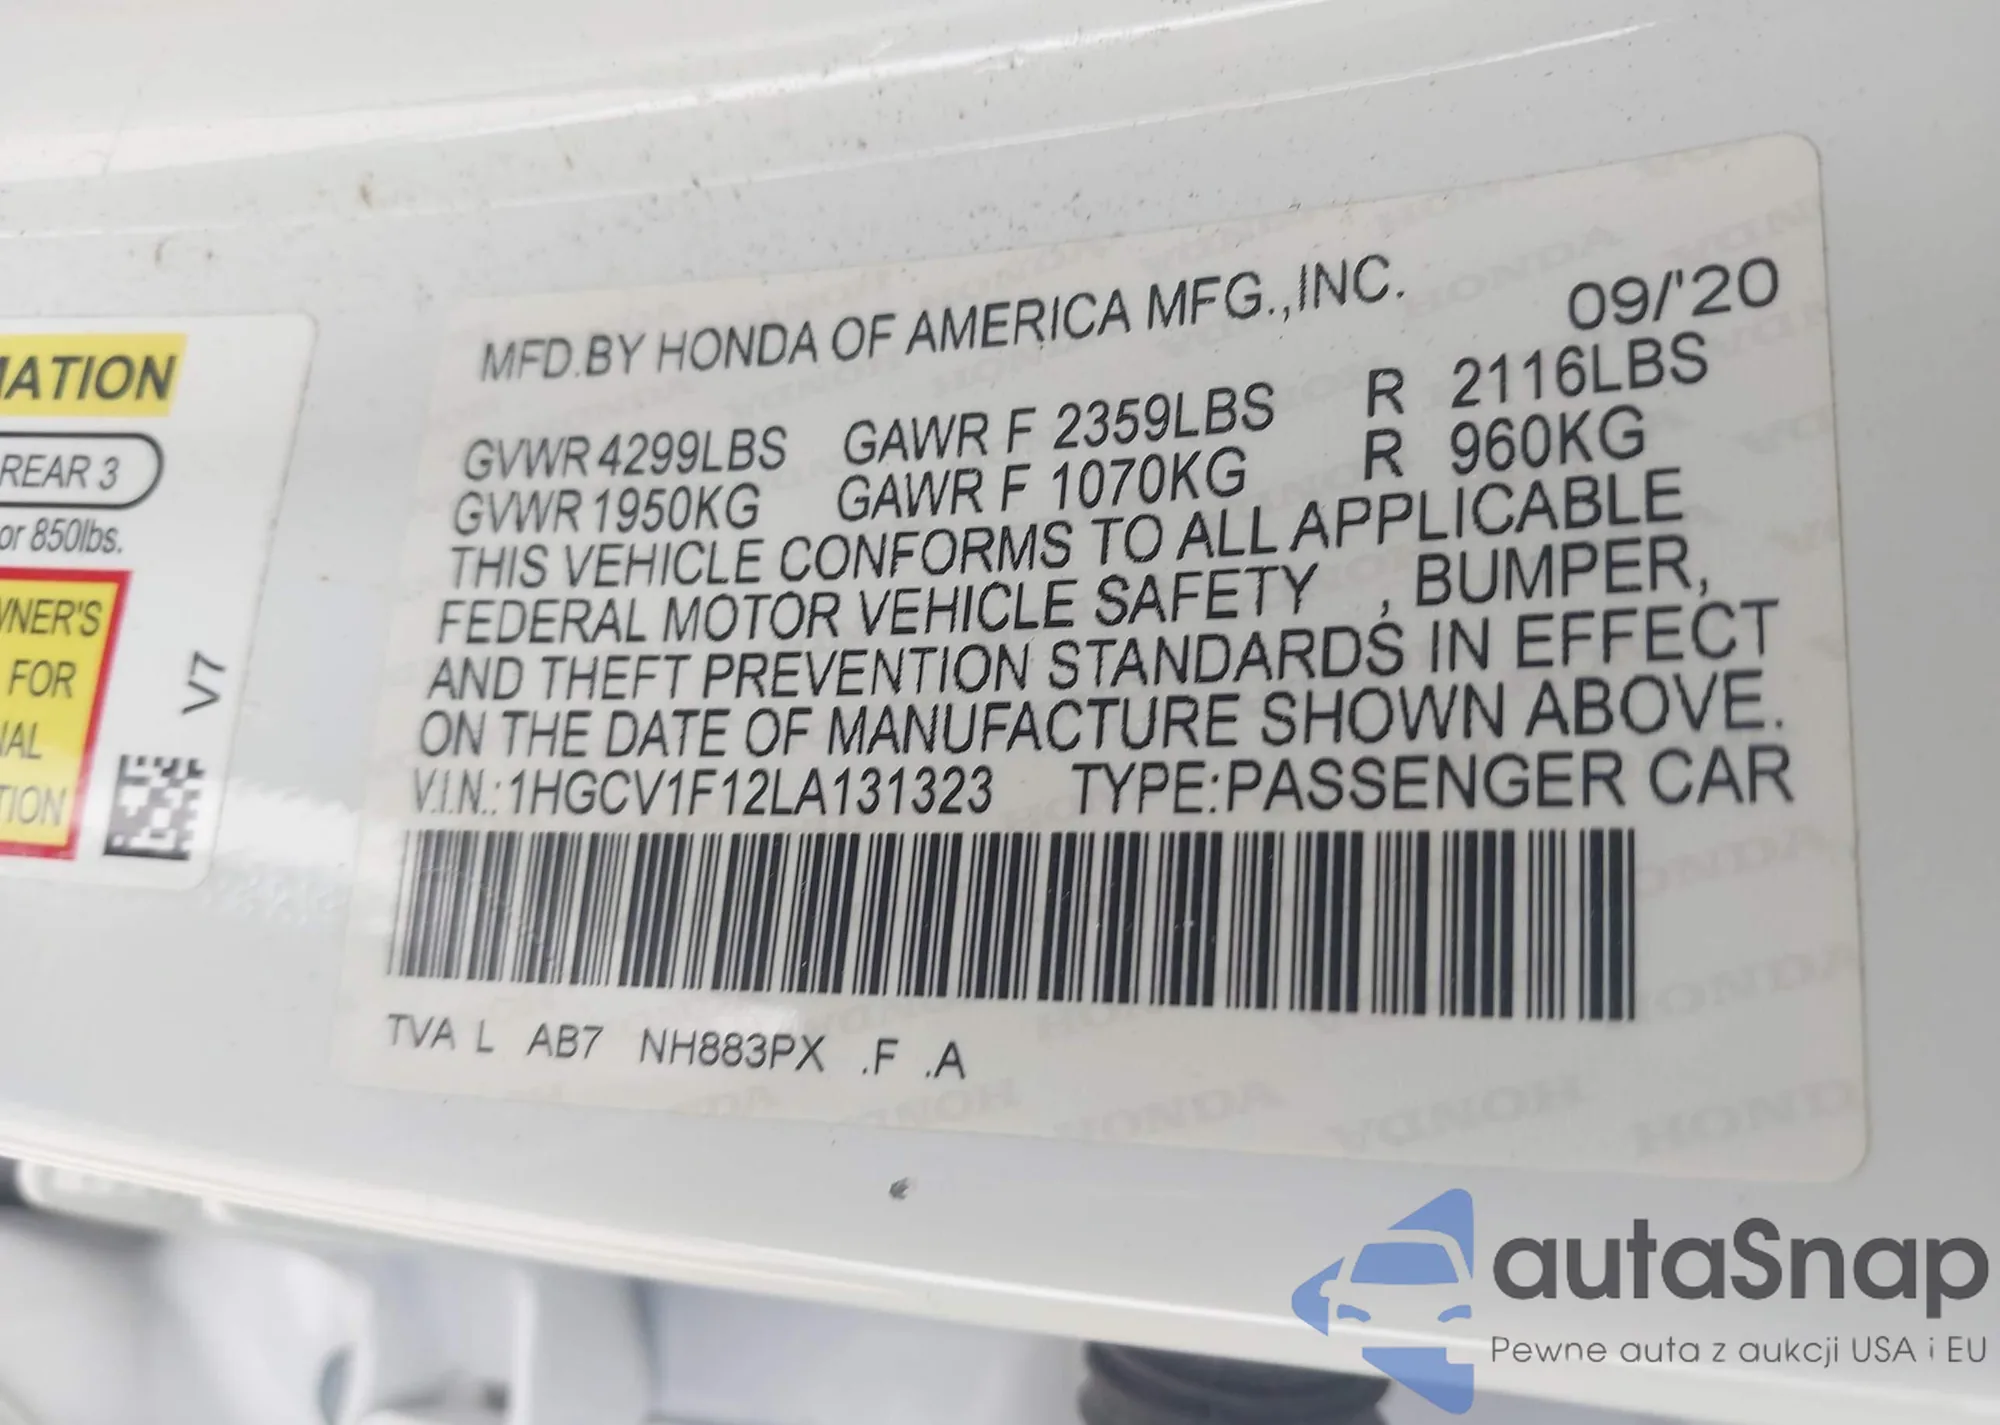 MATION
REAR 3
or 850lbs.
WNER'S
FOR
TION
V7
MFD.BY HONDA OF AMERICA MFG.,INC. 09/'20
GVWR 4299LBS GAWR F 2359LBS R 2116LBS
GVWR 1950KG GAWR F 1070KG R 960KG
THIS VEHICLE CONFORMS TO ALL APPLICABLE
FEDERAL MOTOR VEHICLE SAFETY , BUMPER,
AND THEFT PREVENTION STANDARDS IN EFFECT
ON THE DATE OF MANUFACTURE SHOWN ABOVE.
V.I.N.:1HGCV1F12LA131323 TYPE:PASSENGER CAR
TVA L AB7 NH883PX .F .A
autaSnap
Pewne auta z aukcji USA i EU